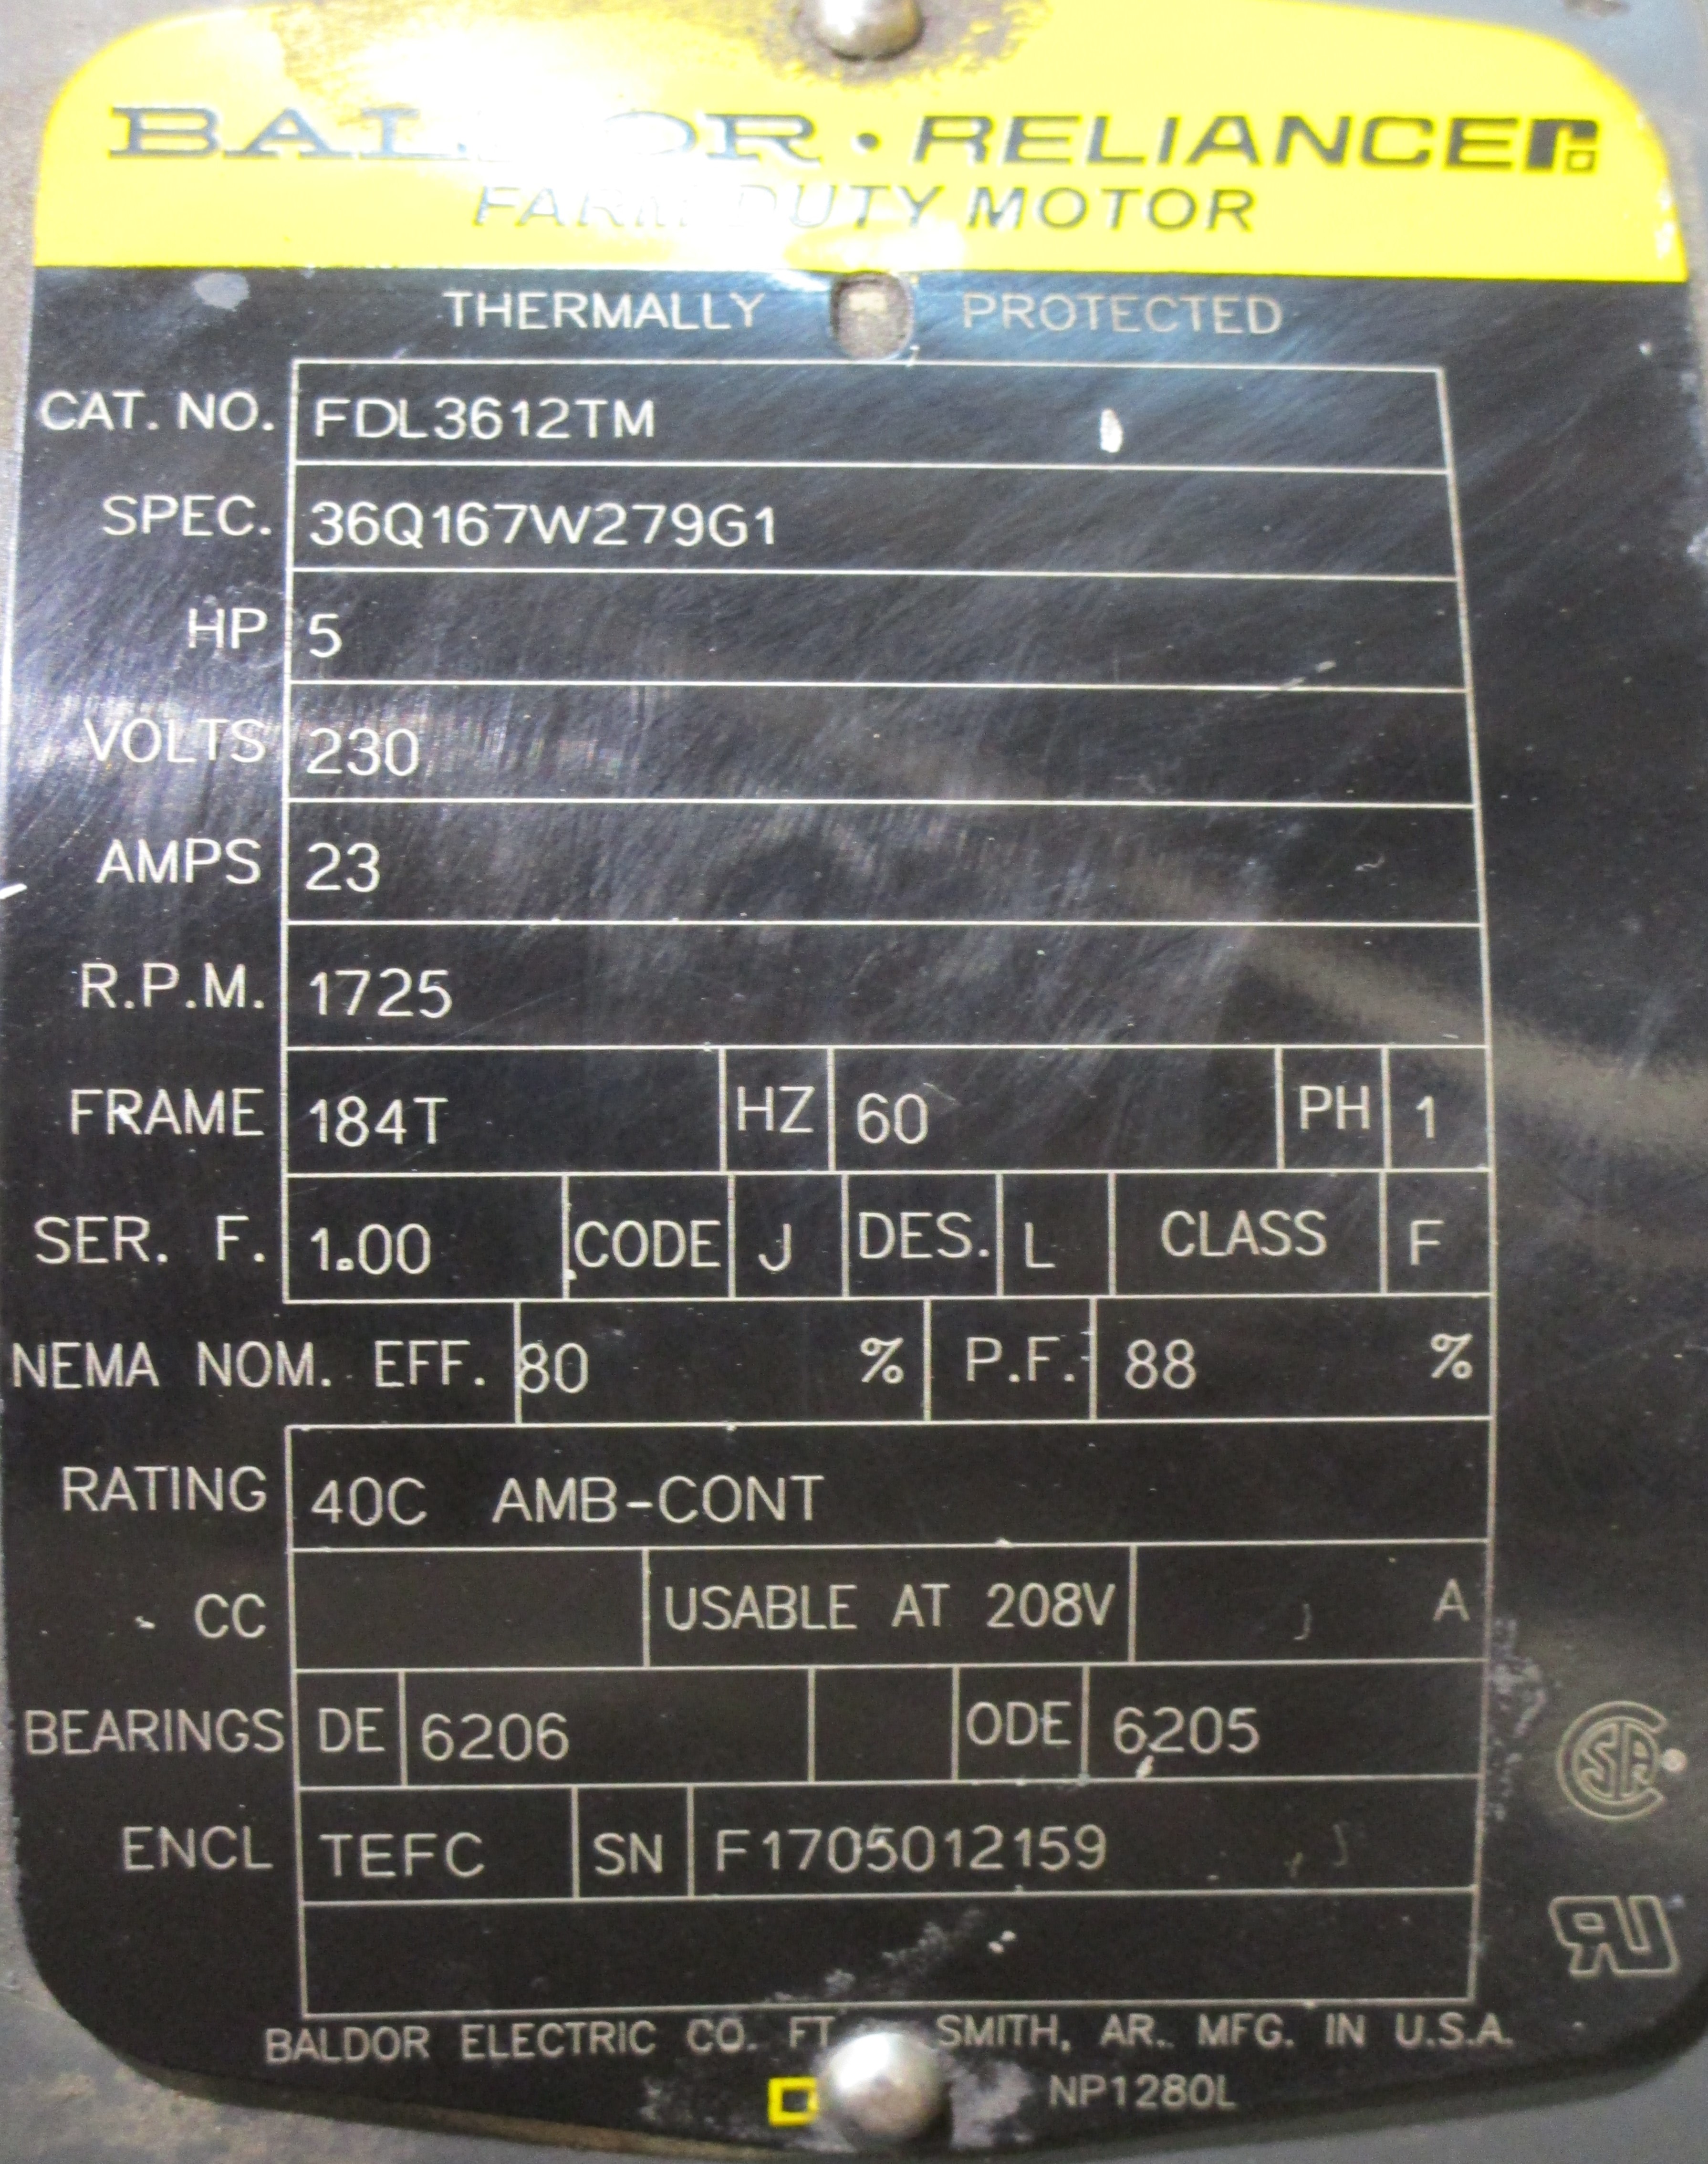 BALDOR • RELIANCE
FARM DUTY MOTOR
THERMALLY PROTECTED
CAT. NO. FDL3612TM
SPEC. 36Q167W279G1
HP 5
VOLTS 230
AMPS 23
R.P.M. 1725
FRAME 184T HZ 60 PH 1
SER. F. 1.00 CODE J DES. L CLASS F
NEMA NOM. EFF. 80 % P.F. 88 %
RATING 40C AMB-CONT
CC USABLE AT 208V A
BEARINGS DE 6206 ODE 6205
ENCL TEFC SN F1705012159
BALDOR ELECTRIC CO. FT. SMITH, AR. MFG. IN U.S.A.
NP1280L